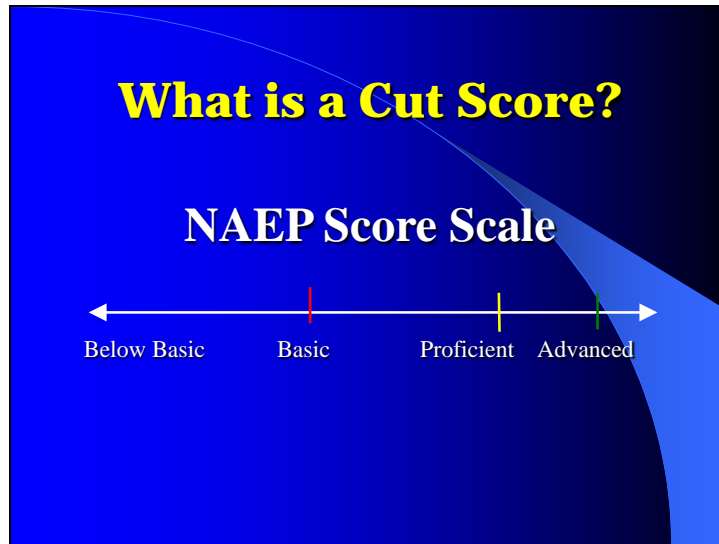 What is a Cut Score?
NAEP Score Scale
Below Basic Basic Proficient Advanced